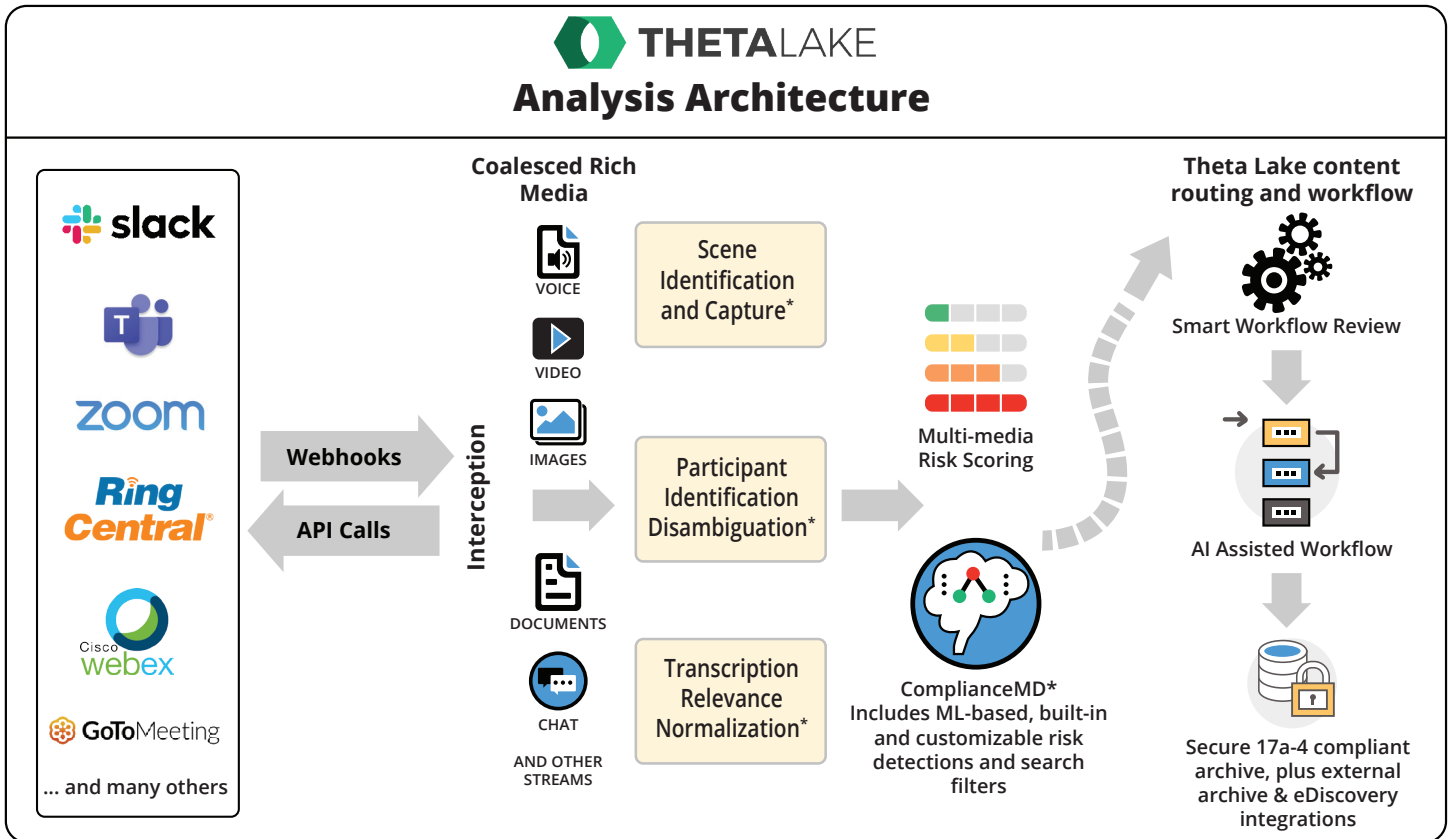 THETALAKE
Analysis Architecture
slack
T
zoom
Ring
Central®
Cisco
webex
GoToMeeting
... and many others
Webhooks
API Calls
Interception
Coalesced Rich
Media
VOICE
VIDEO
IMAGES
DOCUMENTS
CHAT
AND OTHER
STREAMS
Scene
Identification
and Capture*
Participant
Identification
Disambiguation*
Transcription
Relevance
Normalization*
Multi-media
Risk Scoring
ComplianceMD*
Includes ML-based, built-in
and customizable risk
detections and search
filters
Theta Lake content
routing and workflow
Smart Workflow Review
AI Assisted Workflow
Secure 17a-4 compliant
archive, plus external
archive & eDiscovery
integrations